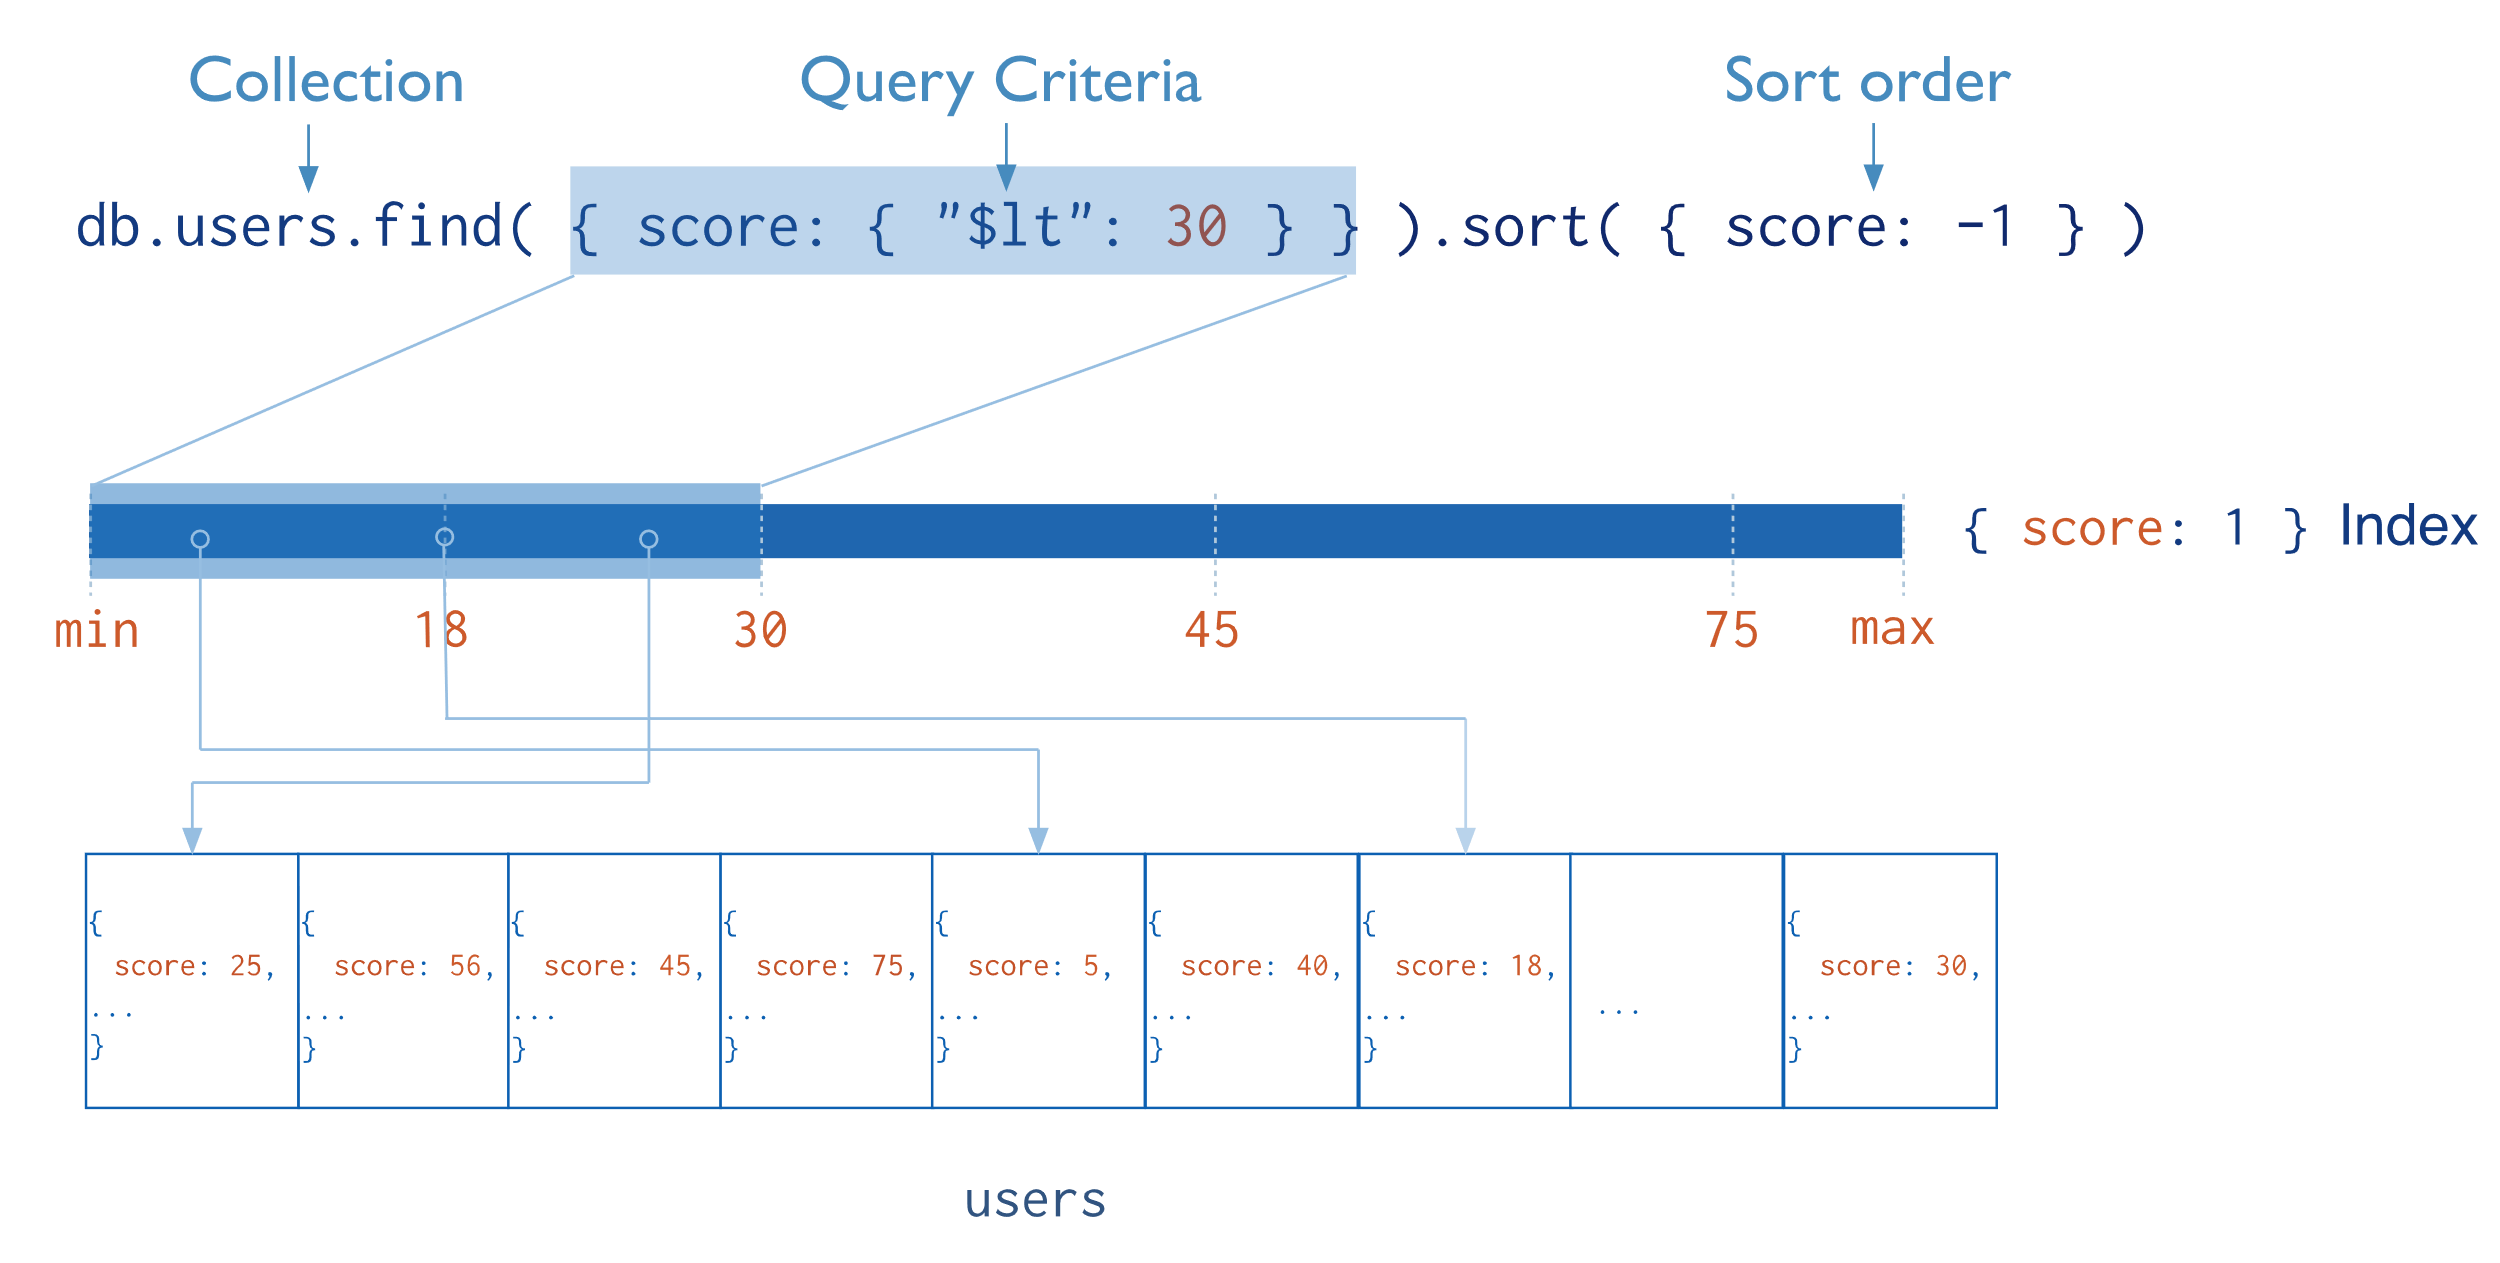 Collection Query Criteria Sort order
db.users.find( { score: { "$lt": 30 } } ).sort( { score: -1 } )
{ score: 1 } Index
min 18 30 45 75 max
{ { { { { { { {
score: 25, score: 56, score: 45, score: 75, score: 5, score: 40, score: 18, score: 30,
... ... ... ... ... ... ... ... ...
} } } } } } } }
users